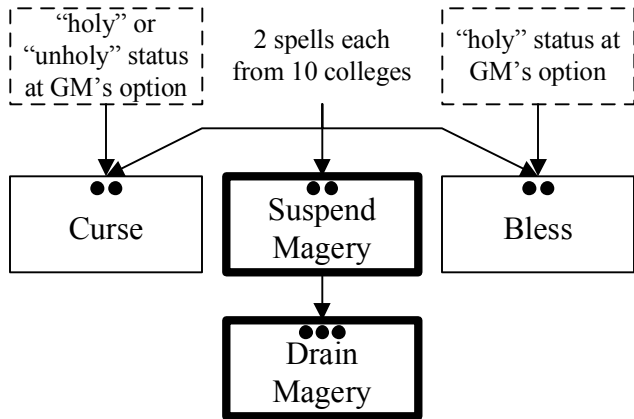 “holy” or
“unholy” status
at GM’s option
2 spells each
from 10 colleges
“holy” status at
GM’s option
Curse
Suspend
Magery
Bless
Drain
Magery